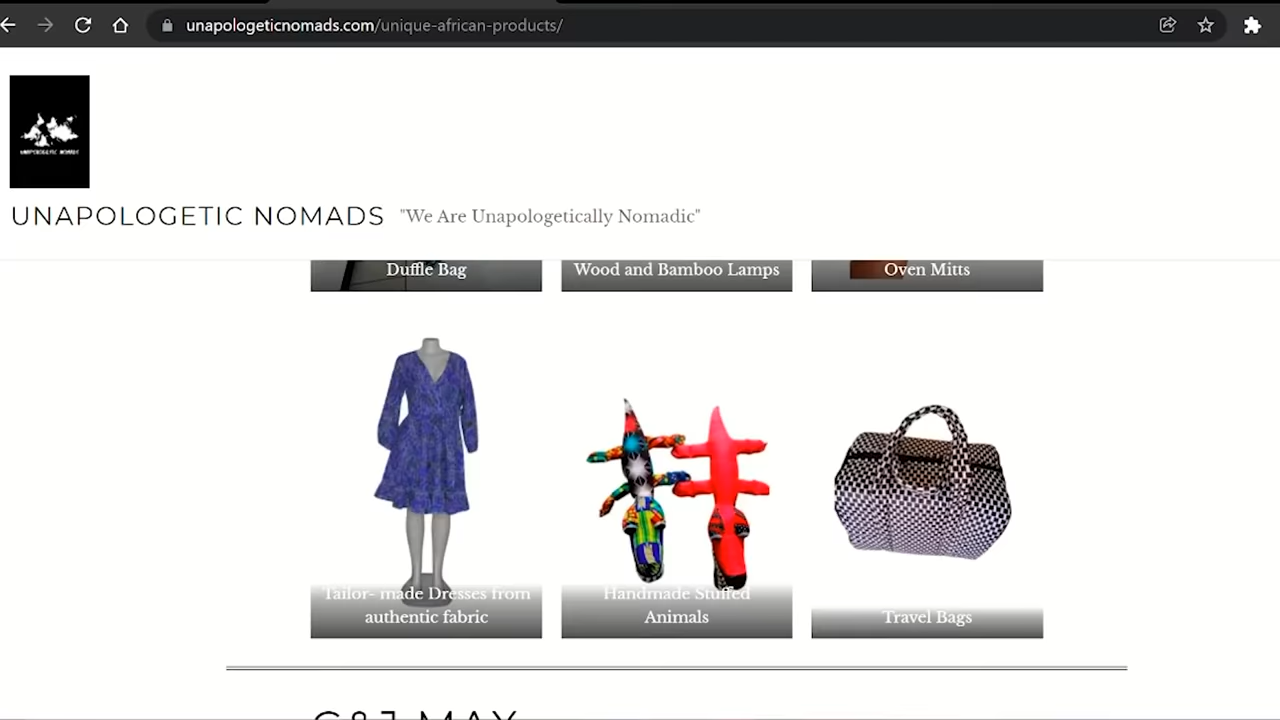 unapologeticnomads.com/unique-african-products/
UNAPOLOGETIC NOMADS
"We Are Unapologetically Nomadic"
Duffle Bag
Wood and Bamboo Lamps
Oven Mitts
Tailor- made Dresses from
authentic fabric
Handmade Stuffed
Animals
Travel Bags
G&J MAY